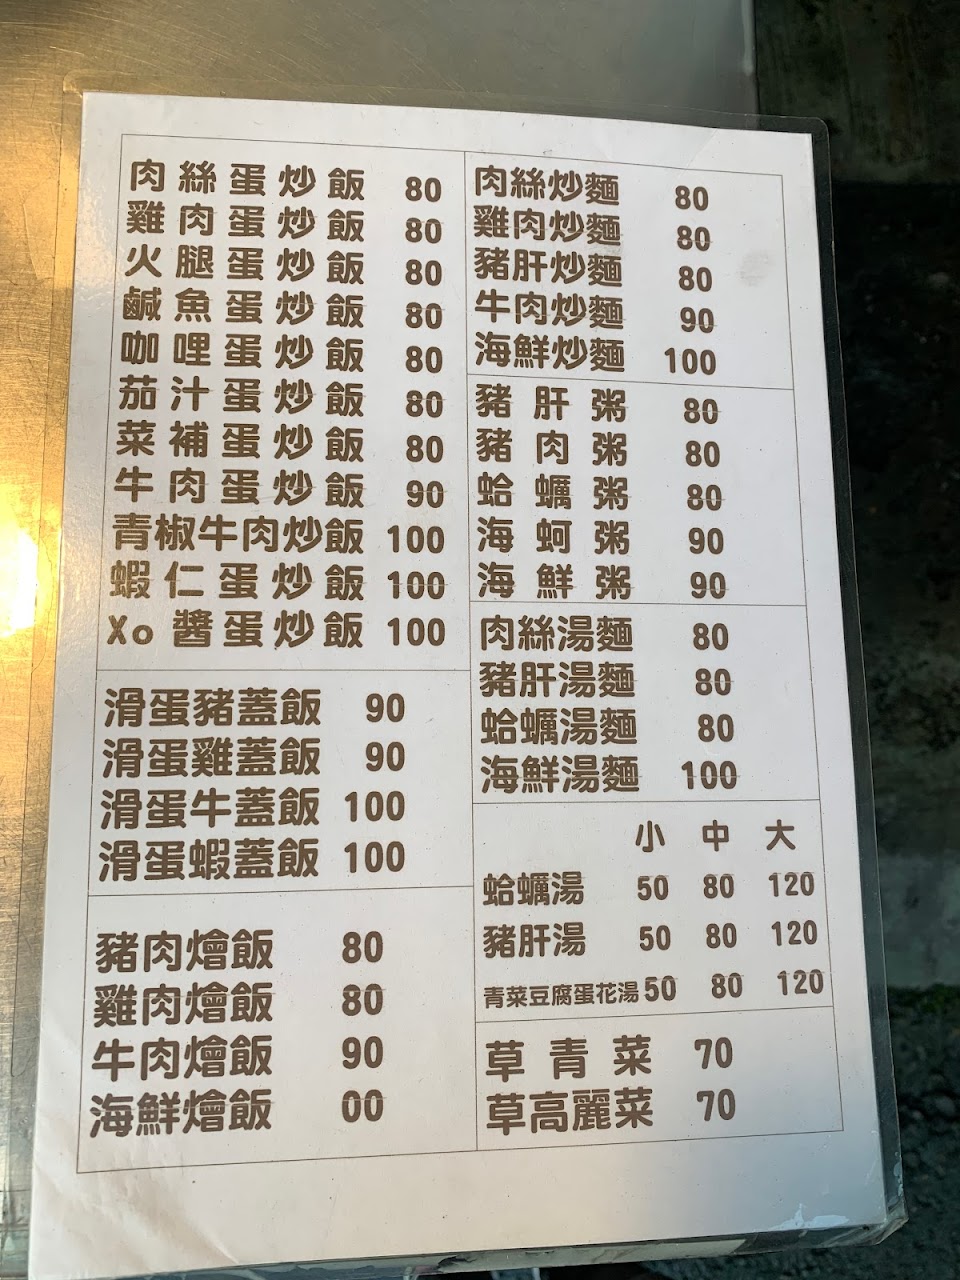 肉絲蛋炒飯 80
雞肉蛋炒飯 80
火腿蛋炒飯 80
鹹魚蛋炒飯 80
咖哩蛋炒飯 80
茄汁蛋炒飯 80
菜補蛋炒飯 80
牛肉蛋炒飯 90
青椒牛肉炒飯 100
蝦仁蛋炒飯 100
Xo醬蛋炒飯 100
滑蛋豬蓋飯 90
滑蛋雞蓋飯 90
滑蛋牛蓋飯 100
滑蛋蝦蓋飯 100
豬肉燴飯 80
雞肉燴飯 80
牛肉燴飯 90
海鮮燴飯 00
肉絲炒麵 80
雞肉炒麵 80
豬肝炒麵 80
牛肉炒麵 90
海鮮炒麵 100
豬肝粥 80
豬肉粥 80
蛤蠣粥 80
海蚵粥 90
海鮮粥 90
肉絲湯麵 80
豬肝湯麵 80
蛤蠣湯麵 80
海鮮湯麵 100
小 中 大
蛤蠣湯 50 80 120
豬肝湯 50 80 120
青菜豆腐蛋花湯 50 80 120
草青菜 70
草高麗菜 70